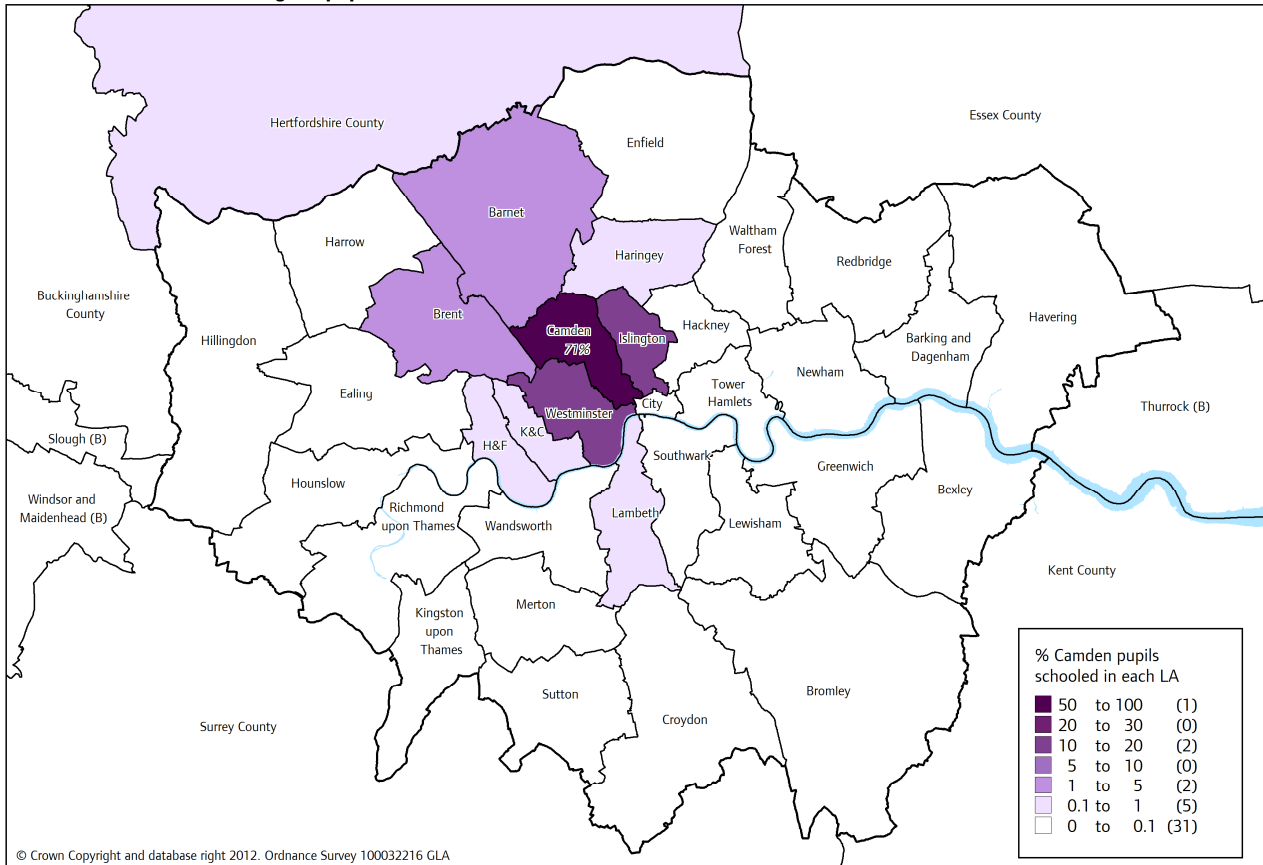 Hertfordshire County
Essex County
Enfield
Barnet
Harrow
Waltham
Forest
Haringey
Redbridge
Buckinghamshire
County
Havering
Brent
Camden
71%
Islington
Hackney
Hillingdon
Barking and
Dagenham
Newham
Ealing
Tower
Hamlets
Thurrock (B)
Westminster
City
K&C
H&F
Slough (B)
Southwark
Greenwich
Hounslow
Bexley
Windsor and
Maidenhead (B)
Richmond
upon Thames
Wandsworth
Lambeth
Lewisham
Kent County
Merton
Kingston
upon
Thames
Sutton
Bromley
Croydon
Surrey County
% Camden pupils
schooled in each LA
50 to 100 (1)
20 to 30 (0)
10 to 20 (2)
5 to 10 (0)
1 to 5 (2)
0.1 to 1 (5)
0 to 0.1 (31)
© Crown Copyright and database right 2012. Ordnance Survey 100032216 GLA